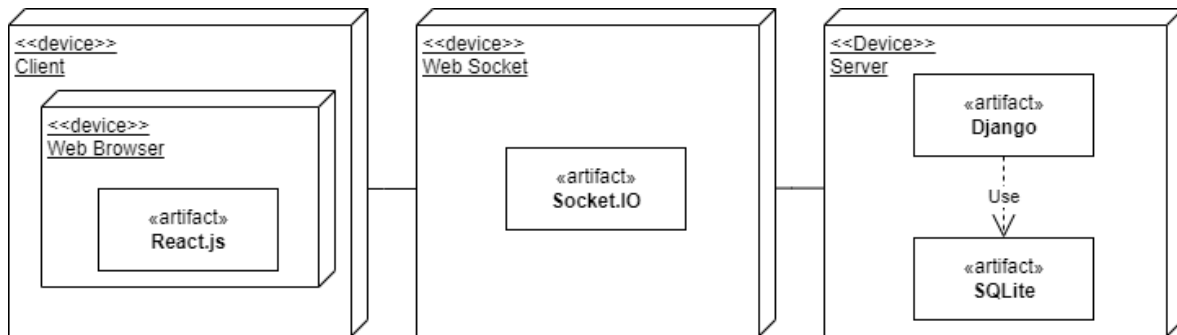 <<device>>
Client
<<device>>
Web Browser
«artifact»
React.js
<<device>>
Web Socket
«artifact»
Socket.IO
<<Device>>
Server
«artifact»
Django
Use
«artifact»
SQLite